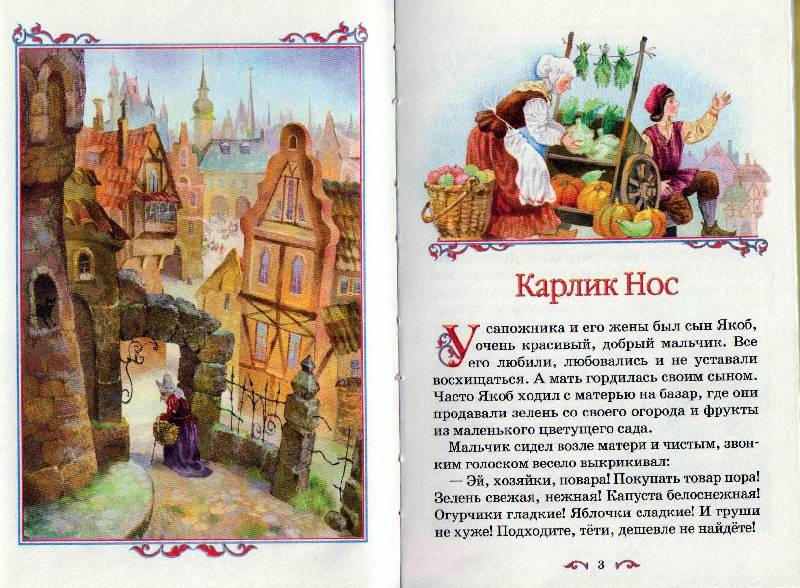 Карлик Нос
У сапожника и его жены был сын Якоб,
очень красивый, добрый мальчик. Все
его любили, любовались и не уставали
восхищаться. А мать гордилась своим сыном.
Часто Якоб ходил с матерью на базар, где они
продавали зелень со своего огорода и фрукты
из маленького цветущего сада.
Мальчик сидел возле матери и чистым, звон-
ким голоском весело выкрикивал:
— Эй, хозяйки, повара! Покупать товар пора!
Зелень свежая, нежная! Капуста белоснежная!
Огурчики гладкие! Яблочки сладкие! И груши
не хуже! Подходите, тёти, дешевле не найдёте!
3